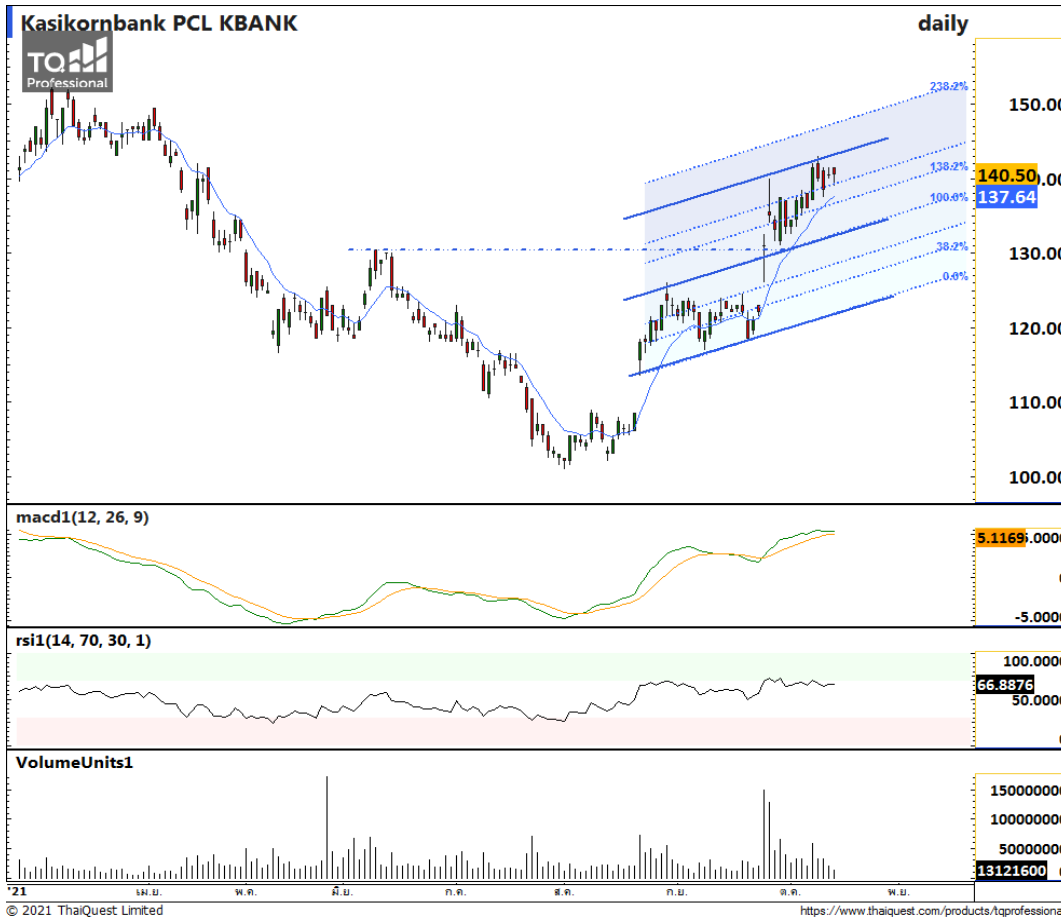 Kasikornbank PCL KBANK
daily
TQ
Professional
238.2%
150.00
138.2%
140.50
137.64
100.0%
130.00
38.2%
0.0%
120.00
110.00
100.00
macd1(12, 26, 9)
5.1169
0
-5.0000
rsi1(14, 70, 30, 1)
100.0000
66.8876
50.0000
0
VolumeUnits1
150000000
100000000
50000000
13121600
0
'21 เม.ย. พ.ค. มิ.ย. ก.ค. ส.ค. ก.ย. ต.ค. พ.ย.
© 2021 ThaiQuest Limited
https://www.thaiquest.com/products/tqprofessional